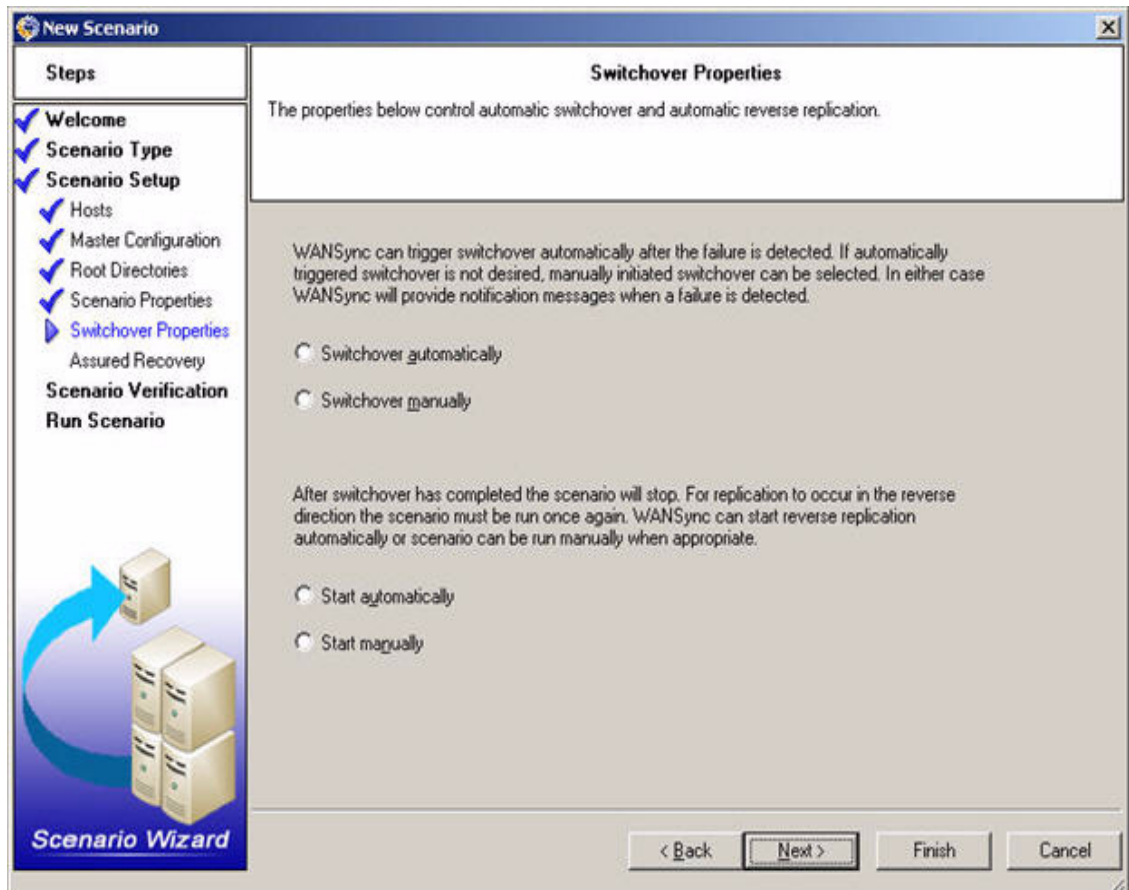 New Scenario
Steps
Welcome
Scenario Type
Scenario Setup
Hosts
Master Configuration
Root Directories
Scenario Properties
Switchover Properties
Assured Recovery
Scenario Verification
Run Scenario
Scenario Wizard
Switchover Properties
The properties below control automatic switchover and automatic reverse replication.
WANSync can trigger switchover automatically after the failure is detected. If automatically
triggered switchover is not desired, manually initiated switchover can be selected. In either case
WANSync will provide notification messages when a failure is detected.
Switchover automatically
Switchover manually
After switchover has completed the scenario will stop. For replication to occur in the reverse
direction the scenario must be run once again. WANSync can start reverse replication
automatically or scenario can be run manually when appropriate.
Start automatically
Start manually
< Back
Next >
Finish
Cancel